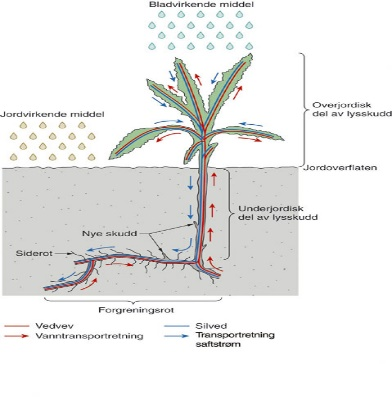 Bladvirkende middel
Jordvirkende middel
Overjordisk
del av lysskudd
Jordoverflaten
Underjordisk
del av lysskudd
Nye skudd
Siderot
Forgreningsrot
Vedvev
Vanntransportretning
Silved
Transportretning
saftstrøm